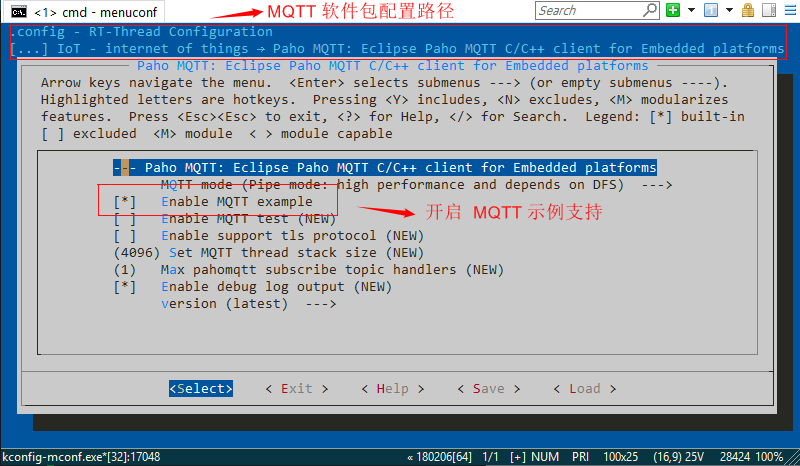 <1> cmd - menuconf
MQTT 软件包配置路径
Search
.config - RT-Thread Configuration
[...] IoT - internet of things → Paho MQTT: Eclipse Paho MQTT C/C++ client for Embedded platforms
Paho MQTT: Eclipse Paho MQTT C/C++ client for Embedded platforms
Arrow keys navigate the menu.  <Enter> selects submenus ---> (or empty submenus ----).
Highlighted letters are hotkeys.  Pressing <Y> includes, <N> excludes, <M> modularizes
features.  Press <Esc><Esc> to exit, <?> for Help, </> for Search.  Legend: [*] built-in
[ ] excluded  <M> module  < > module capable
--- Paho MQTT: Eclipse Paho MQTT C/C++ client for Embedded platforms
MQTT mode (Pipe mode: high performance and depends on DFS)  --->
[*]   Enable MQTT example
开启 MQTT 示例支持
[ ]   Enable MQTT test (NEW)
[ ]   Enable support tls protocol (NEW)
(4096) Set MQTT thread stack size (NEW)
(1)   Max pahomqtt subscribe topic handlers (NEW)
[*]   Enable debug log output (NEW)
version (latest)  --->
<Select>    < Exit >    < Help >    < Save >    < Load >
kconfig-mconf.exe*[32]:17048    « 180206[64]  1/1  [+] NUM  PRI  100x25  (16,9) 25V  28424 100%